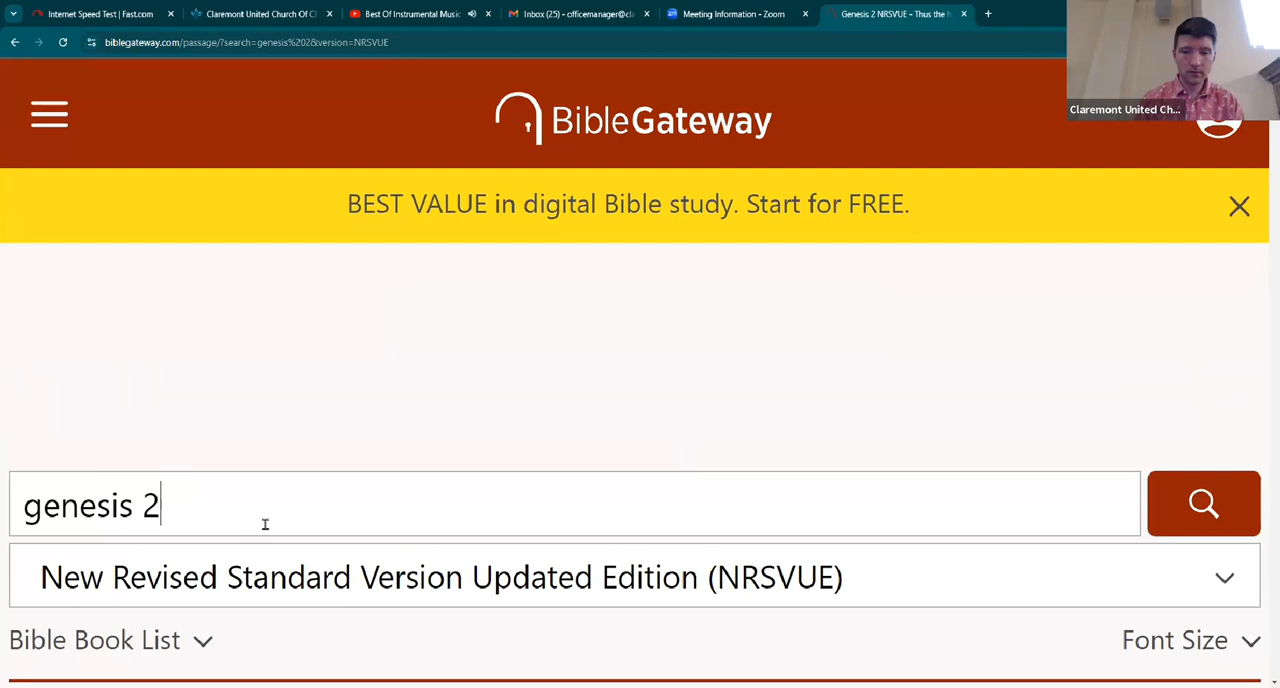 Internet Speed Test | Fast.com
Claremont United Church Of C
Best Of Instrumental Music
Inbox (25) - officemanager@cl
Meeting Information - Zoom
Genesis 2 NRSVUE - Thus the h
biblegateway.com/passage/?search=genesis%202&version=NRSVUE
Claremont United Ch...
BibleGateway
BEST VALUE in digital Bible study. Start for FREE.
genesis 2
New Revised Standard Version Updated Edition (NRSVUE)
Bible Book List
Font Size